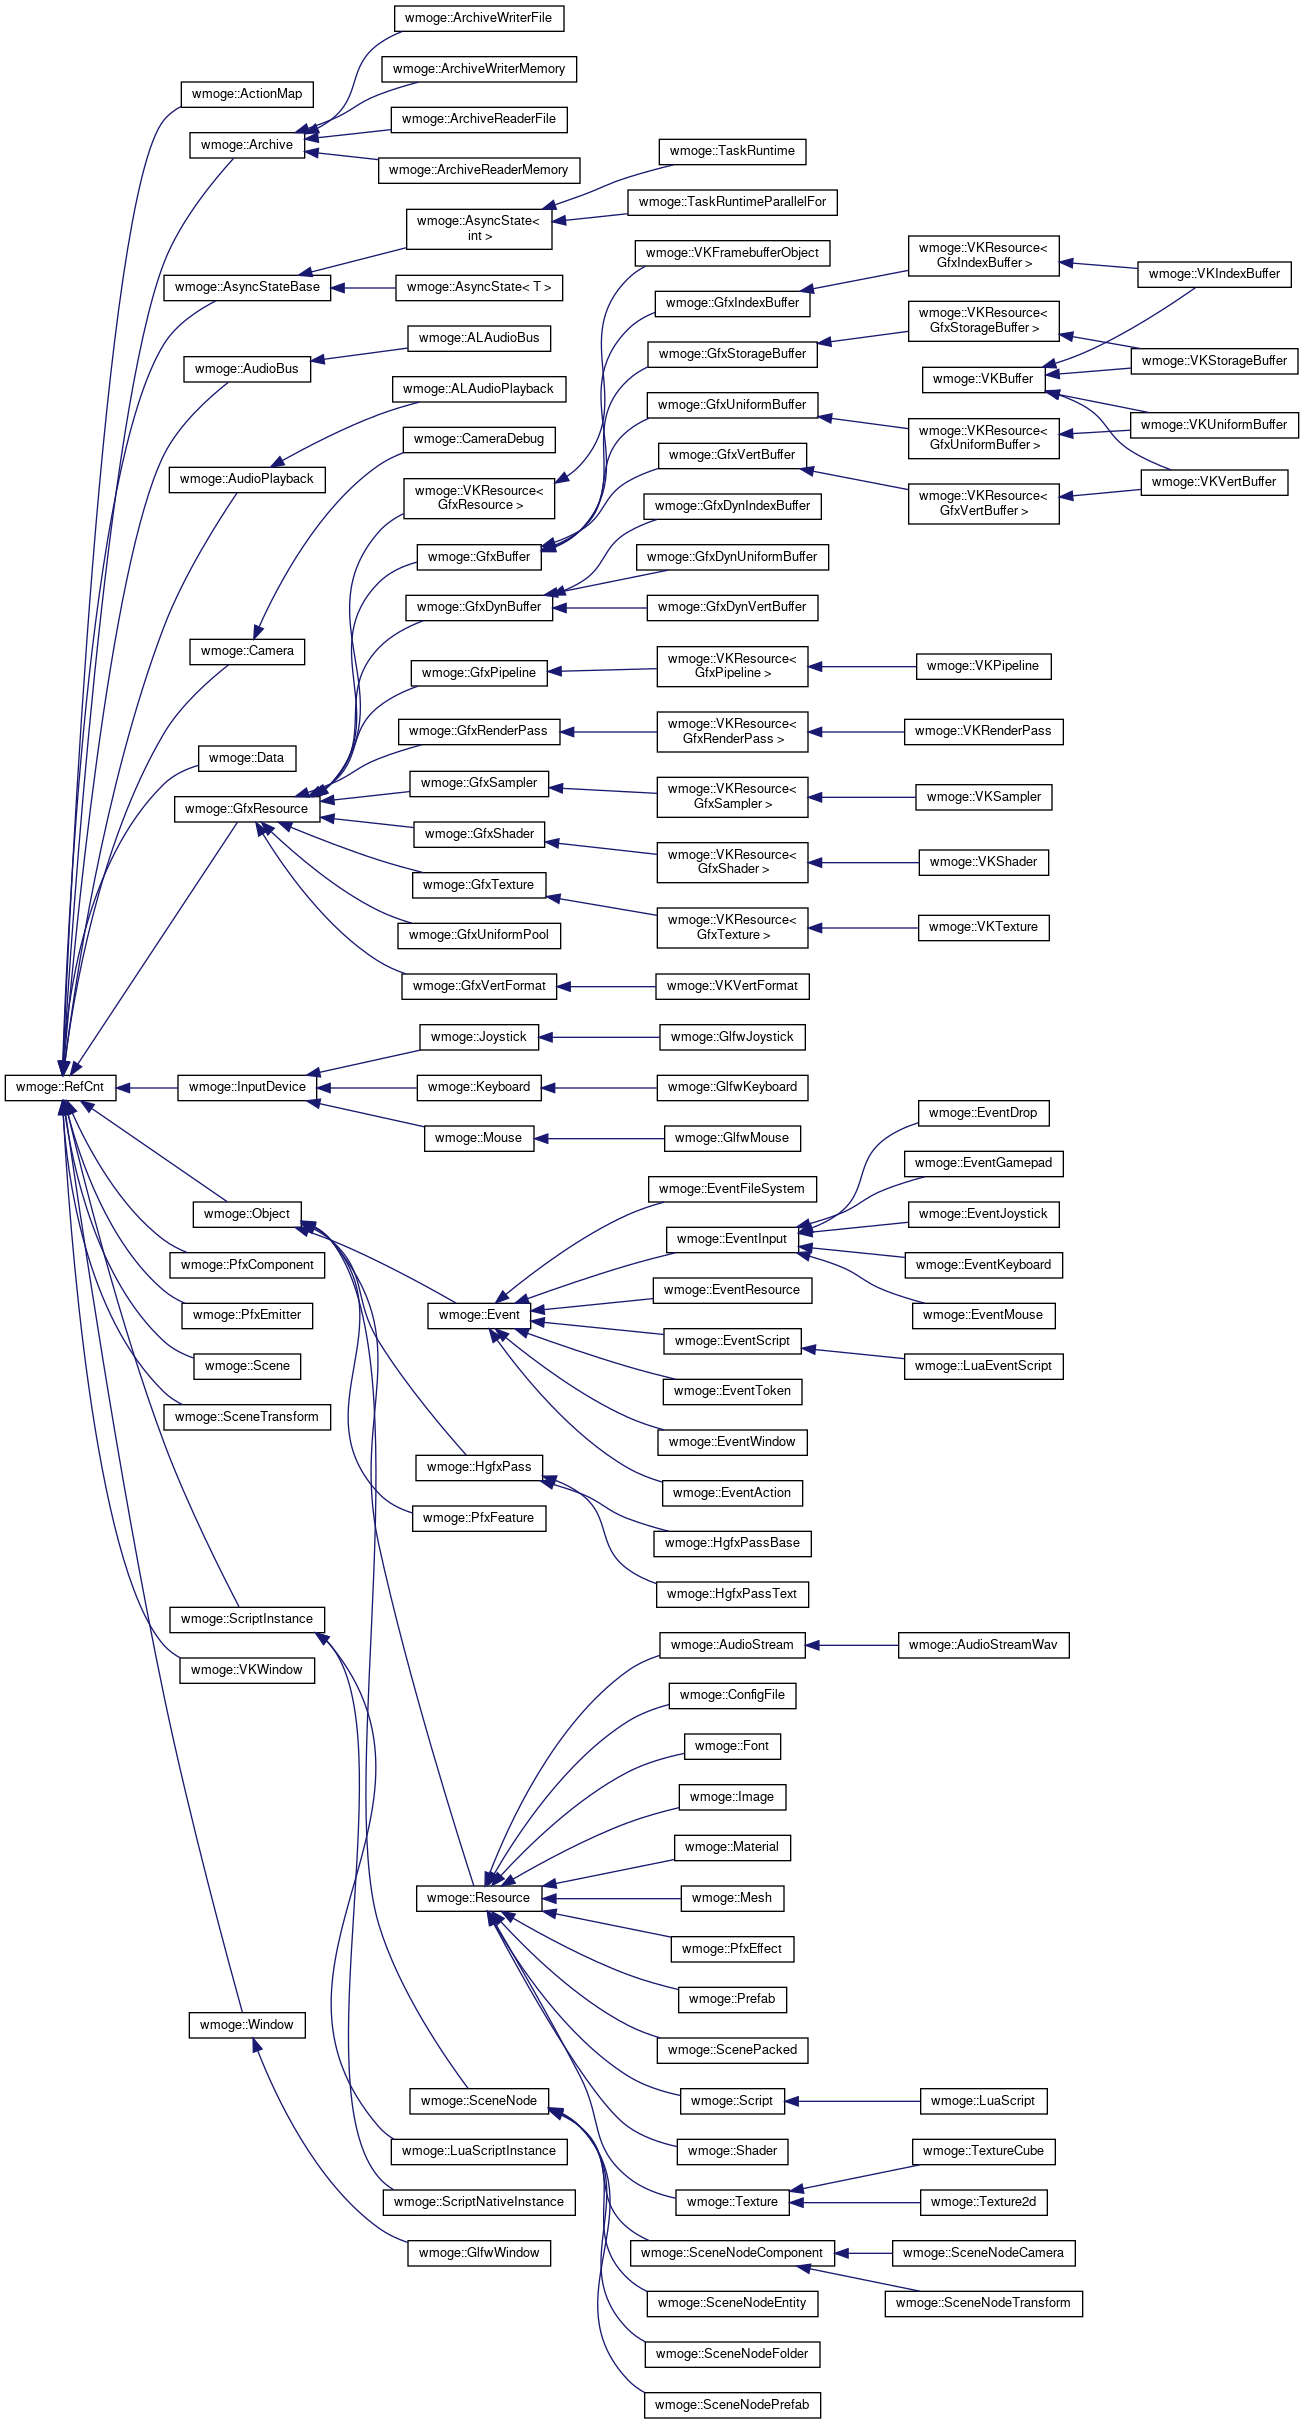 wmoge::ArchiveWriterFile
wmoge::ArchiveWriterMemory
wmoge::ActionMap
wmoge::ArchiveReaderFile
wmoge::Archive
wmoge::TaskRuntime
wmoge::ArchiveReaderMemory
wmoge::TaskRuntimeParallelFor
wmoge::AsyncState<
int >
wmoge::VKFramebufferObject
wmoge::VKResource<
GfxIndexBuffer >
wmoge::VKIndexBuffer
wmoge::AsyncStateBase
wmoge::AsyncState< T >
wmoge::GfxIndexBuffer
wmoge::VKResource<
GfxStorageBuffer >
wmoge::ALAudioBus
wmoge::GfxStorageBuffer
wmoge::VKStorageBuffer
wmoge::AudioBus
wmoge::VKBuffer
wmoge::ALAudioPlayback
wmoge::GfxUniformBuffer
wmoge::VKUniformBuffer
wmoge::VKResource<
GfxUniformBuffer >
wmoge::CameraDebug
wmoge::GfxVertBuffer
wmoge::AudioPlayback
wmoge::VKVertBuffer
wmoge::VKResource<
GfxResource >
wmoge::VKResource<
GfxVertBuffer >
wmoge::GfxDynIndexBuffer
wmoge::GfxBuffer
wmoge::GfxDynUniformBuffer
wmoge::GfxDynBuffer
wmoge::GfxDynVertBuffer
wmoge::Camera
wmoge::GfxPipeline
wmoge::VKResource<
GfxPipeline >
wmoge::VKPipeline
wmoge::GfxRenderPass
wmoge::VKResource<
GfxRenderPass >
wmoge::VKRenderPass
wmoge::Data
wmoge::GfxSampler
wmoge::VKResource<
GfxSampler >
wmoge::VKSampler
wmoge::GfxResource
wmoge::GfxShader
wmoge::VKResource<
GfxShader >
wmoge::VKShader
wmoge::GfxTexture
wmoge::VKResource<
GfxTexture >
wmoge::VKTexture
wmoge::GfxUniformPool
wmoge::GfxVertFormat
wmoge::VKVertFormat
wmoge::Joystick
wmoge::GlfwJoystick
wmoge::RefCnt
wmoge::InputDevice
wmoge::Keyboard
wmoge::GlfwKeyboard
wmoge::EventDrop
wmoge::Mouse
wmoge::GlfwMouse
wmoge::EventGamepad
wmoge::EventFileSystem
wmoge::Object
wmoge::EventJoystick
wmoge::EventInput
wmoge::PfxComponent
wmoge::EventKeyboard
wmoge::EventResource
wmoge::PfxEmitter
wmoge::Event
wmoge::EventMouse
wmoge::EventScript
wmoge::Scene
wmoge::LuaEventScript
wmoge::EventToken
wmoge::SceneTransform
wmoge::EventWindow
wmoge::HgfxPass
wmoge::EventAction
wmoge::PfxFeature
wmoge::HgfxPassBase
wmoge::HgfxPassText
wmoge::ScriptInstance
wmoge::AudioStream
wmoge::AudioStreamWav
wmoge::VKWindow
wmoge::ConfigFile
wmoge::Font
wmoge::Image
wmoge::Material
wmoge::Resource
wmoge::Mesh
wmoge::PfxEffect
wmoge::Prefab
wmoge::Window
wmoge::ScenePacked
wmoge::SceneNode
wmoge::Script
wmoge::LuaScript
wmoge::LuaScriptInstance
wmoge::Shader
wmoge::TextureCube
wmoge::ScriptNativeInstance
wmoge::Texture
wmoge::Texture2d
wmoge::GlfwWindow
wmoge::SceneNodeComponent
wmoge::SceneNodeCamera
wmoge::SceneNodeEntity
wmoge::SceneNodeTransform
wmoge::SceneNodeFolder
wmoge::SceneNodePrefab